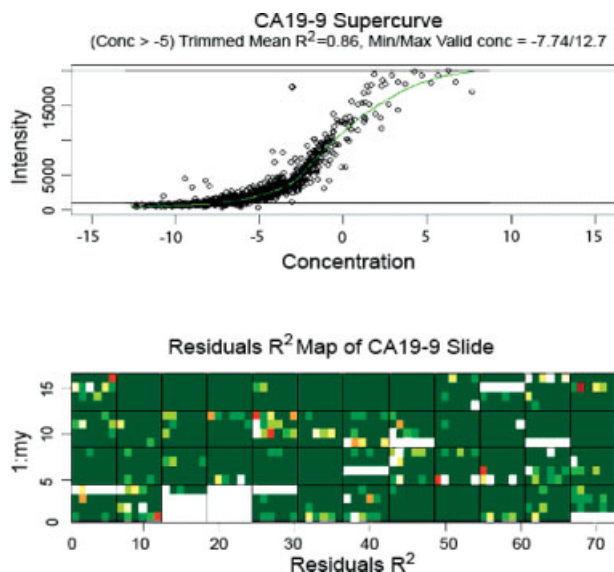 CA19-9 Supercurve
(Conc > -5) Trimmed Mean R²=0.86, Min/Max Valid conc = -7.74/12.7
Intensity
15000
5000
0
-15 -10 -5 0 5 10 15
Concentration
Residuals R² Map of CA19-9 Slide
1:my
15
10
5
0
0 10 20 30 40 50 60 70
Residuals R²